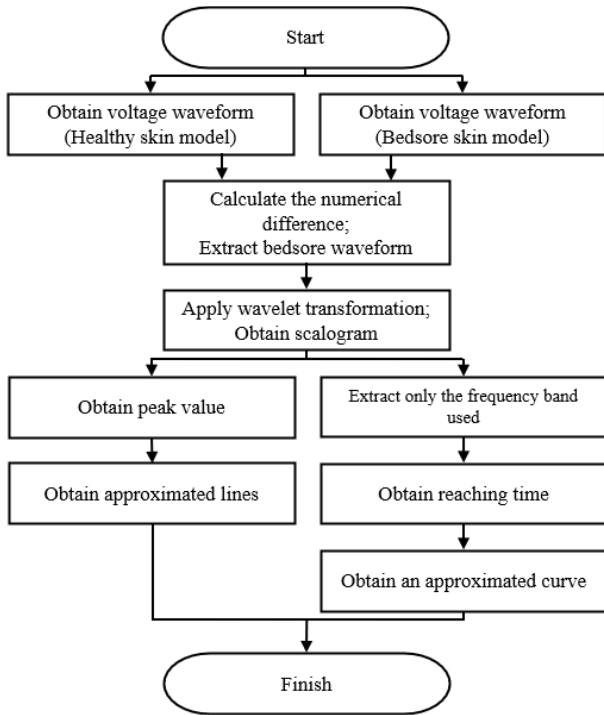 Start
Obtain voltage waveform
(Healthy skin model)
Obtain voltage waveform
(Bedsore skin model)
Calculate the numerical
difference;
Extract bedsore waveform
Apply wavelet transformation;
Obtain scalogram
Obtain peak value
Extract only the frequency band
used
Obtain approximated lines
Obtain reaching time
Obtain an approximated curve
Finish